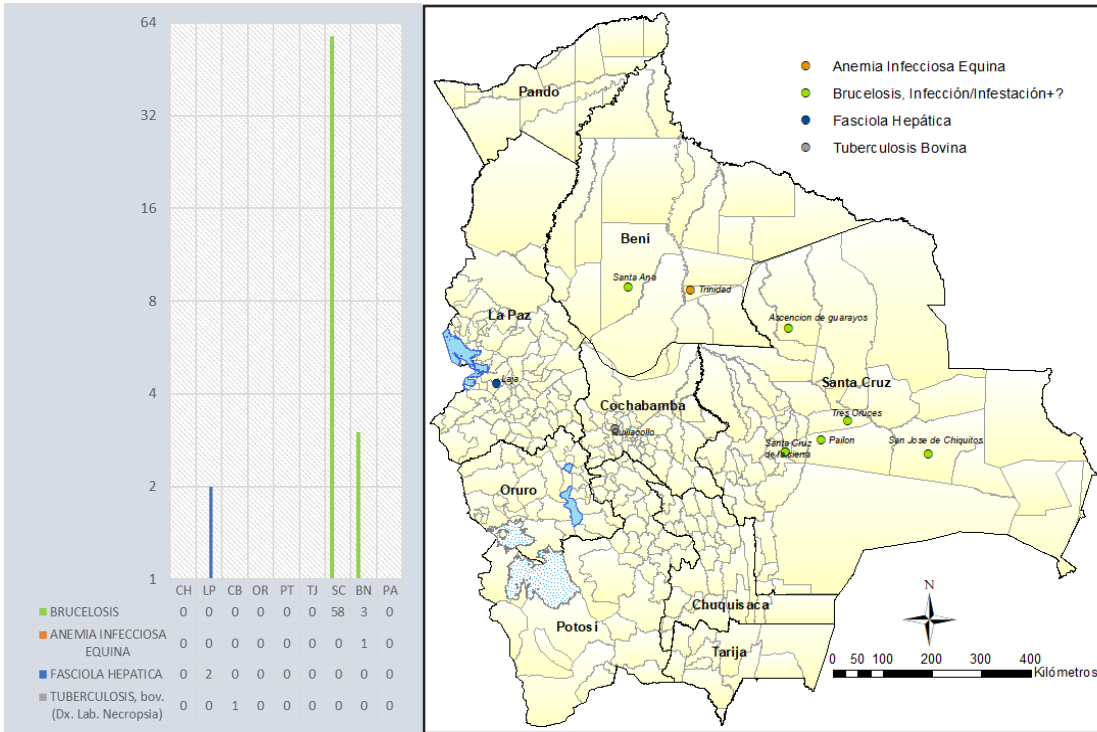 64
32
16
8
4
2
1
CH LP CB OR PT TJ SC BN PA
BRUCELOSIS 0 0 0 0 0 0 58 3 0
ANEMIA INFECCIOSA
EQUINA 0 0 0 0 0 0 0 1 0
FASCIOLA HEPATICA 0 2 0 0 0 0 0 0 0
TUBERCULOSIS, bov.
(Dx. Lab. Necropsia) 0 0 1 0 0 0 0 0 0
Anemia Infecciosa Equina
Brucelosis, Infección/Infestación+?
Fasciola Hepática
Tuberculosis Bovina
Pando
Beni
Santa Ana
Trinidad
Ascencion de guarayos
La Paz
Laja
Santa Cruz
Cochabamba
Quillacollo
Tres Cruces
Santa Cruz
de la sierra
Pailon
San Jose de Chiquitos
Oruro
Potosi
Chuquisaca
Tarija
N
0 50 100 200 300 400
Kilómetros